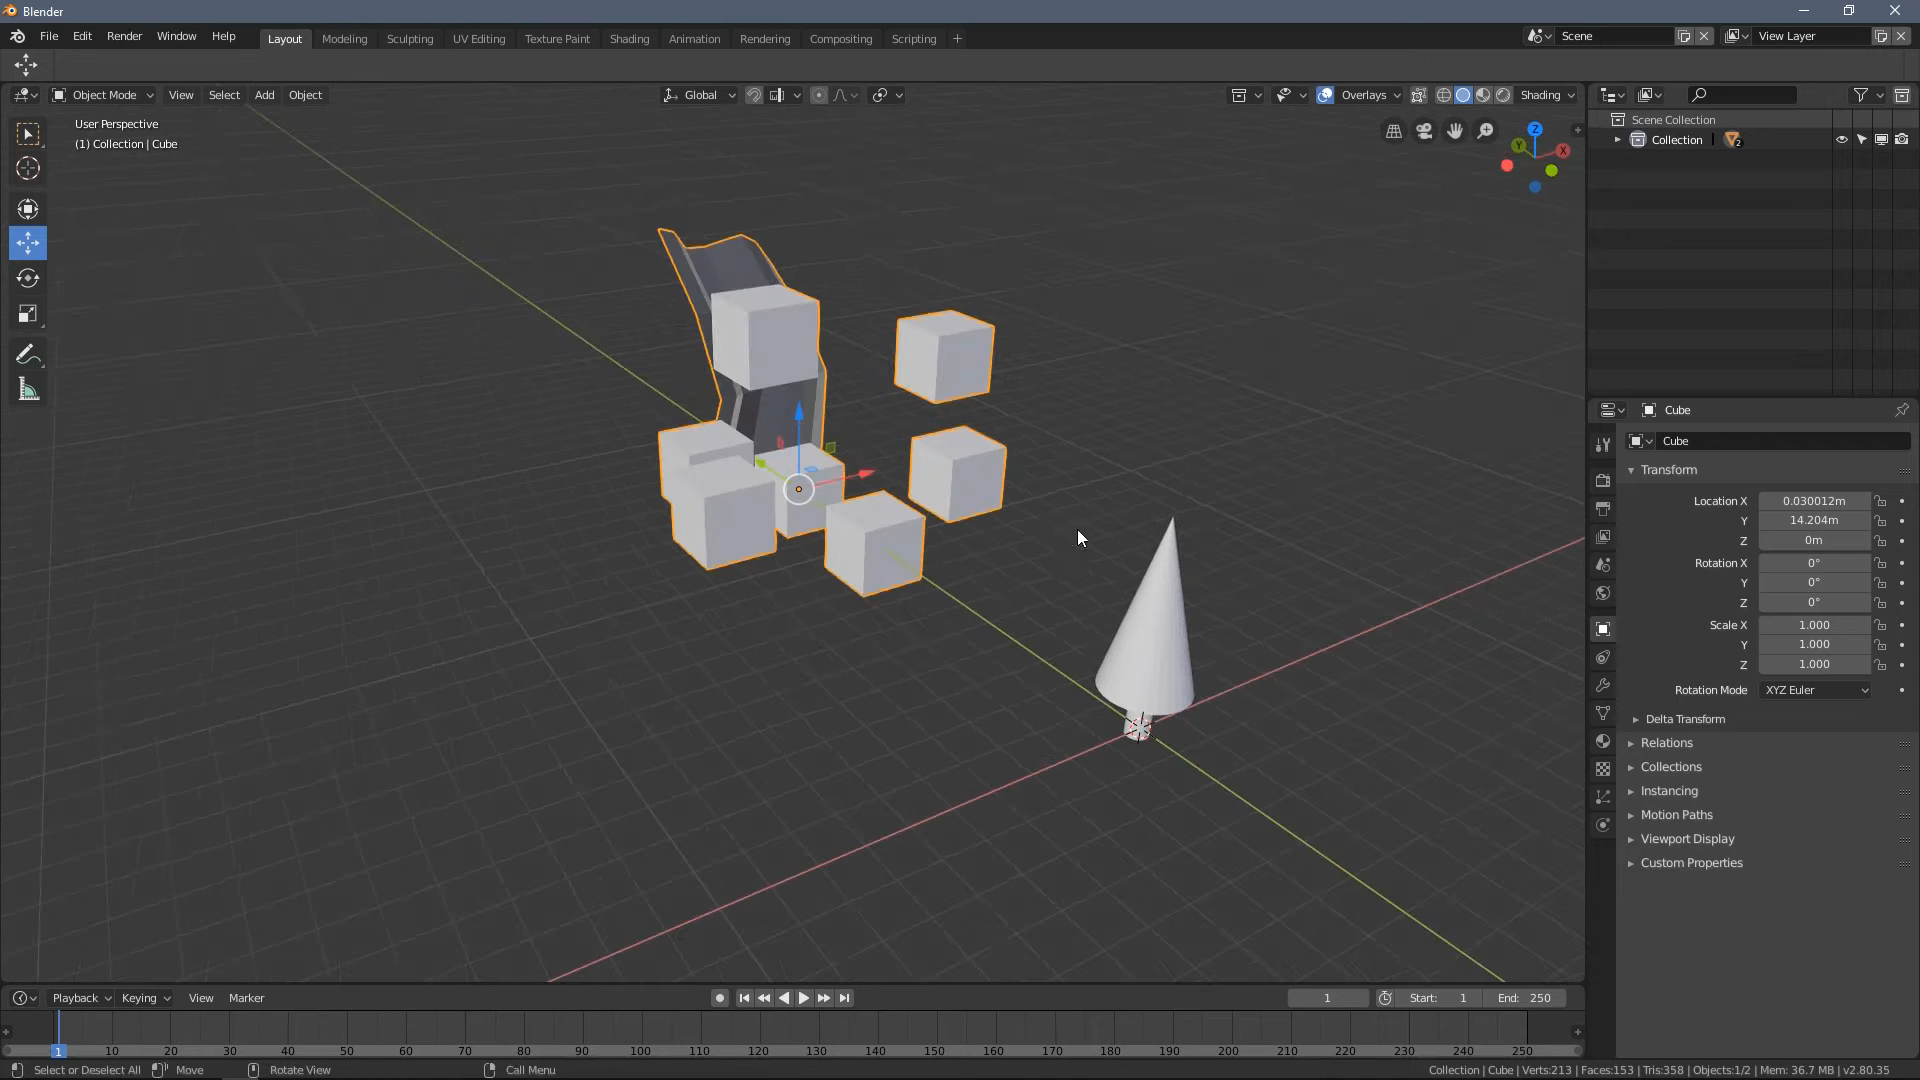 Blender
File Edit Render Window Help Layout Modeling Sculpting UV Editing Texture Paint Shading Animation Rendering Compositing Scripting + Scene View Layer
Object Mode View Select Add Object Global Overlays Shading
User Perspective
(1) Collection | Cube
Z
Y
X
Scene Collection
Collection 2
Cube
Cube
Transform
Location X 0.030012m
Y 14.204m
Z 0m
Rotation X 0°
Y 0°
Z 0°
Scale X 1.000
Y 1.000
Z 1.000
Rotation Mode XYZ Euler
Delta Transform
Relations
Collections
Instancing
Motion Paths
Viewport Display
Custom Properties
Playback Keying View Marker 1 Start: 1 End: 250
1 10 20 30 40 50 60 70 80 90 100 110 120 130 140 150 160 170 180 190 200 210 220 230 240 250
Select or Deselect All Move Rotate View Call Menu Collection | Cube | Verts:213 | Faces:153 | Tris:358 | Objects:1/2 | Mem: 36.7 MB | v2.80.35